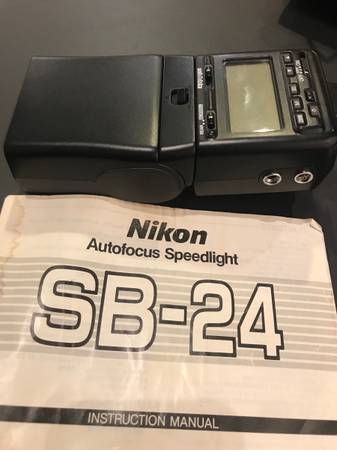 Nikon
Autofocus Speedlight
SB-24
INSTRUCTION MANUAL